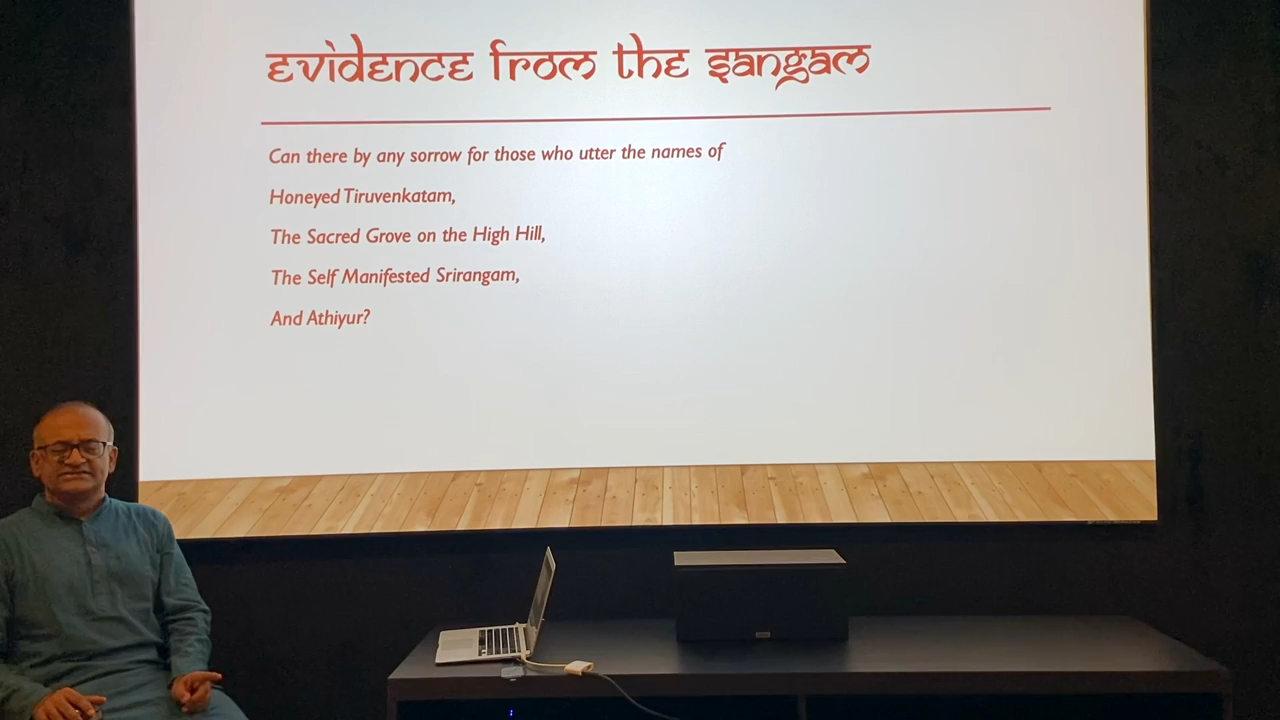 Evidence from the Sangam
Can there by any sorrow for those who utter the names of
Honeyed Tiruvenkatam,
The Sacred Grove on the High Hill,
The Self Manifested Srirangam,
And Athiyur?